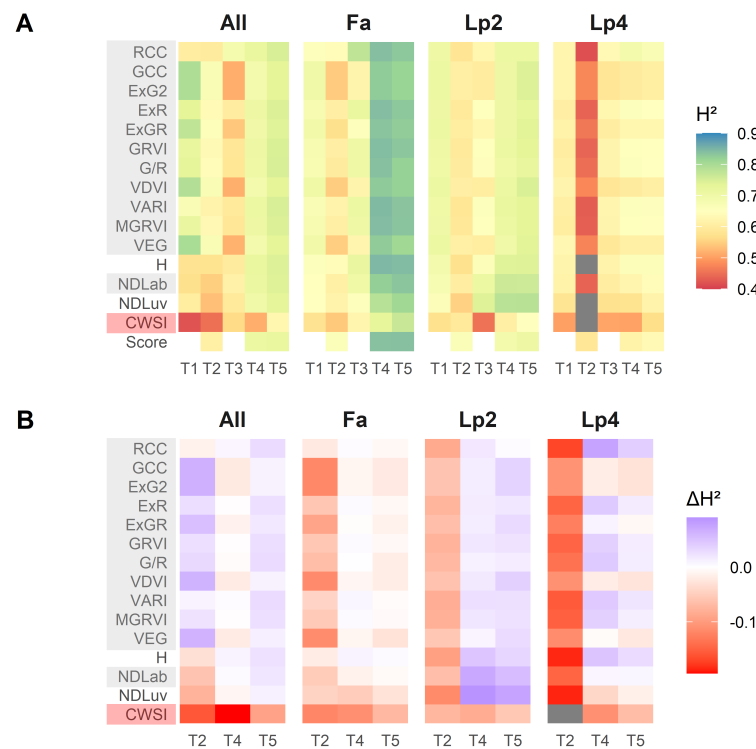 A
All Fa Lp2 Lp4
RCC
GCC
ExG2
ExR
ExGR
GRVI
G/R
VDVI
VARI
MGRVI
VEG
H
NDLab
NDLuv
CWSI
Score
T1 T2 T3 T4 T5 T1 T2 T3 T4 T5 T1 T2 T3 T4 T5 T1 T2 T3 T4 T5
H²
0.9
0.8
0.7
0.6
0.5
0.4
B
All Fa Lp2 Lp4
RCC
GCC
ExG2
ExR
ExGR
GRVI
G/R
VDVI
VARI
MGRVI
VEG
H
NDLab
NDLuv
CWSI
T2 T4 T5 T2 T4 T5 T2 T4 T5 T2 T4 T5
ΔH²
0.0
-0.1